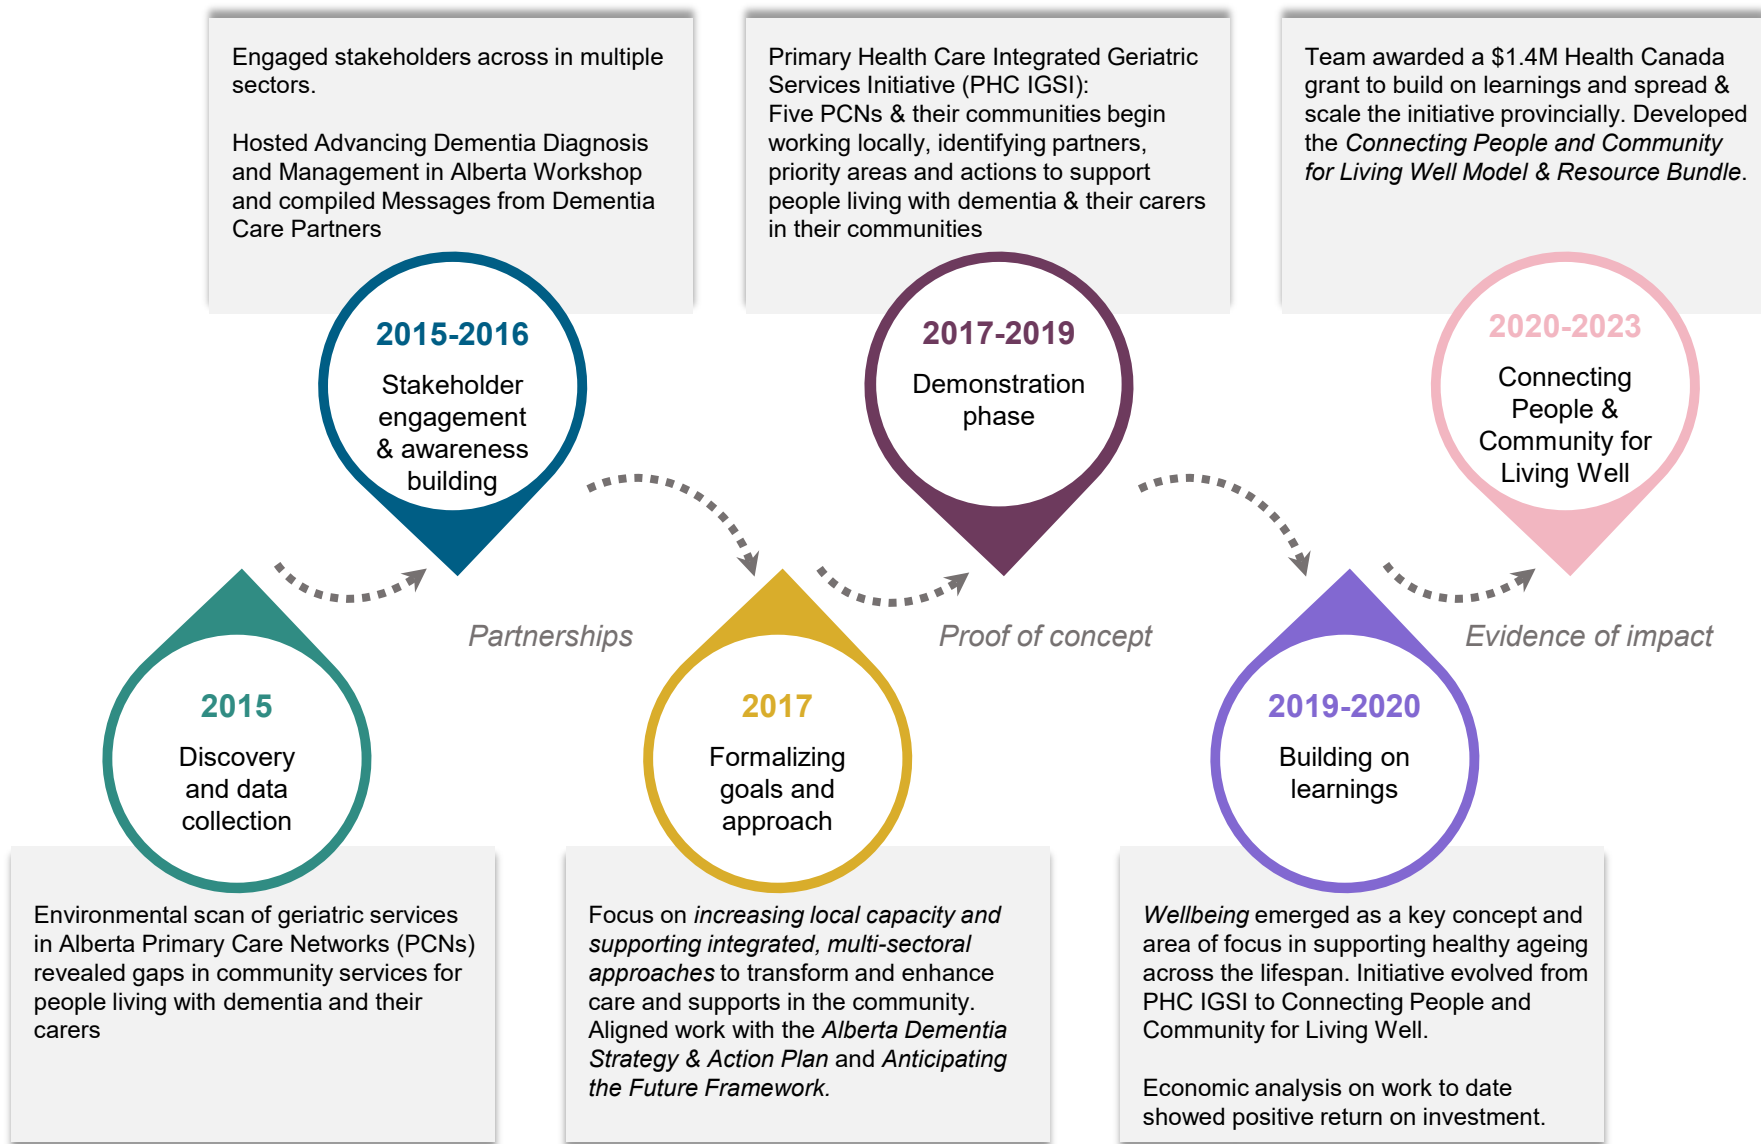 Engaged stakeholders across in multiple
sectors.
Hosted Advancing Dementia Diagnosis
and Management in Alberta Workshop
and compiled Messages from Dementia
Care Partners
Primary Health Care Integrated Geriatric
Services Initiative (PHC IGSI):
Five PCNs & their communities begin
working locally, identifying partners,
priority areas and actions to support
people living with dementia & their carers
in their communities
Team awarded a $1.4M Health Canada
grant to build on learnings and spread &
scale the initiative provincially. Developed
the Connecting People and Community
for Living Well Model & Resource Bundle.
2015-2016
Stakeholder
engagement
& awareness
building
2017-2019
Demonstration
phase
2020-2023
Connecting
People &
Community for
Living Well
Partnerships
Proof of concept
Evidence of impact
2015
Discovery
and data
collection
2017
Formalizing
goals and
approach
2019-2020
Building on
learnings
Environmental scan of geriatric services
in Alberta Primary Care Networks (PCNs)
revealed gaps in community services for
people living with dementia and their
carers
Focus on increasing local capacity and
supporting integrated, multi-sectoral
approaches to transform and enhance
care and supports in the community.
Aligned work with the Alberta Dementia
Strategy & Action Plan and Anticipating
the Future Framework.
Wellbeing emerged as a key concept and
area of focus in supporting healthy ageing
across the lifespan. Initiative evolved from
PHC IGSI to Connecting People and
Community for Living Well.
Economic analysis on work to date
showed positive return on investment.